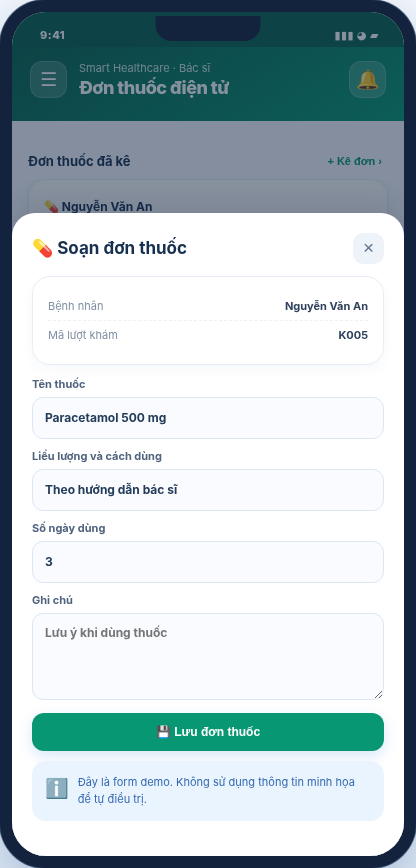 9:41
Smart Healthcare · Bác sĩ
Đơn thuốc điện tử
Đơn thuốc đã kê
+ Kê đơn ›
Nguyễn Văn An
Soạn đơn thuốc
Bệnh nhân
Nguyễn Văn An
Mã lượt khám
K005
Tên thuốc
Paracetamol 500 mg
Liều lượng và cách dùng
Theo hướng dẫn bác sĩ
Số ngày dùng
3
Ghi chú
Lưu ý khi dùng thuốc
Lưu đơn thuốc
Đây là form demo. Không sử dụng thông tin minh họa
để tự điều trị.